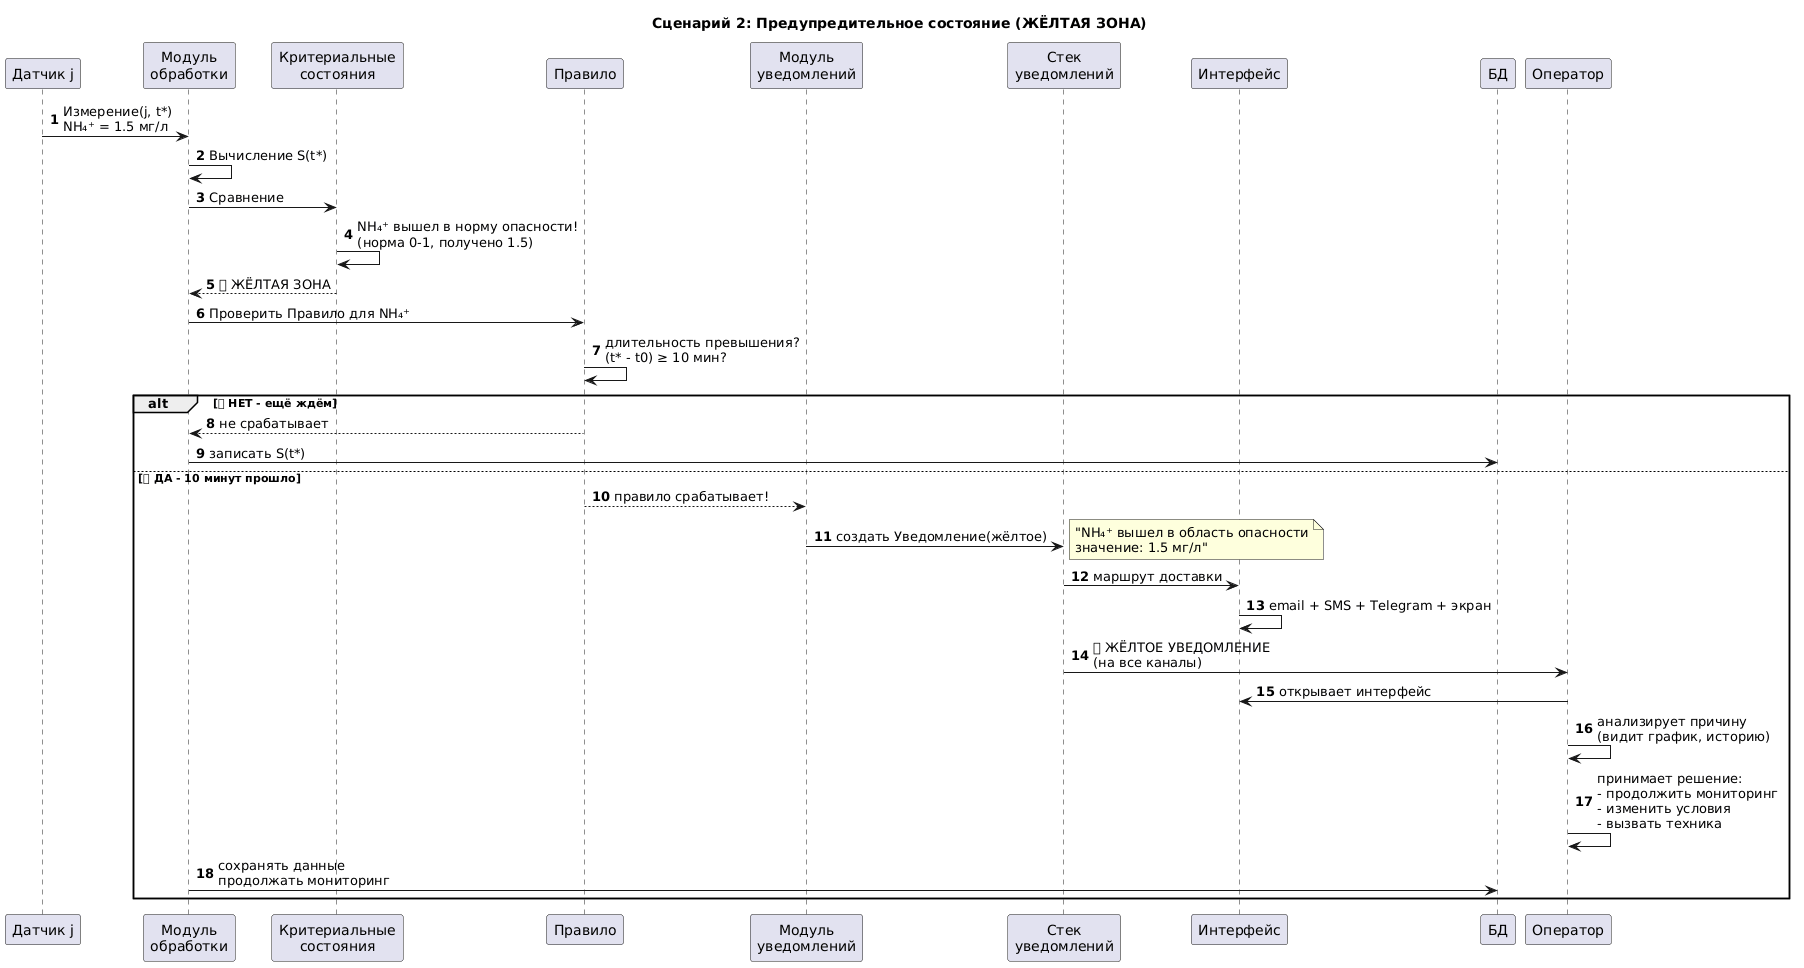 Сценарий 2: Предупредительное состояние (ЖЁЛТАЯ ЗОНА)
Датчик j
Модуль
обработки
Критериальные
состояния
Правило
Модуль
уведомлений
Стек
уведомлений
Интерфейс
БД
Оператор
1 Измерение(j, t*)
NH₄⁺ = 1.5 мг/л
2 Вычисление S(t*)
3 Сравнение
4 NH₄⁺ вышел в норму опасности!
(норма 0-1, получено 1.5)
5 ЖЁЛТАЯ ЗОНА
6 Проверить Правило для NH₄⁺
7 длительность превышения?
(t* - t0) ≥ 10 мин?
alt [ НЕТ - ещё ждём]
8 не срабатывает
9 записать S(t*)
[ ДА - 10 минут прошло]
10 правило срабатывает!
11 создать Уведомление(жёлтое)
"NH₄⁺ вышел в область опасности
значение: 1.5 мг/л"
12 маршрут доставки
13 email + SMS + Telegram + экран
14 ЖЁЛТОЕ УВЕДОМЛЕНИЕ
(на все каналы)
15 открывает интерфейс
16 анализирует причину
(видит график, историю)
17 принимает решение:
- продолжить мониторинг
- изменить условия
- вызвать техника
18 сохранять данные
продолжать мониторинг
Датчик j
Модуль
обработки
Критериальные
состояния
Правило
Модуль
уведомлений
Стек
уведомлений
Интерфейс
БД
Оператор